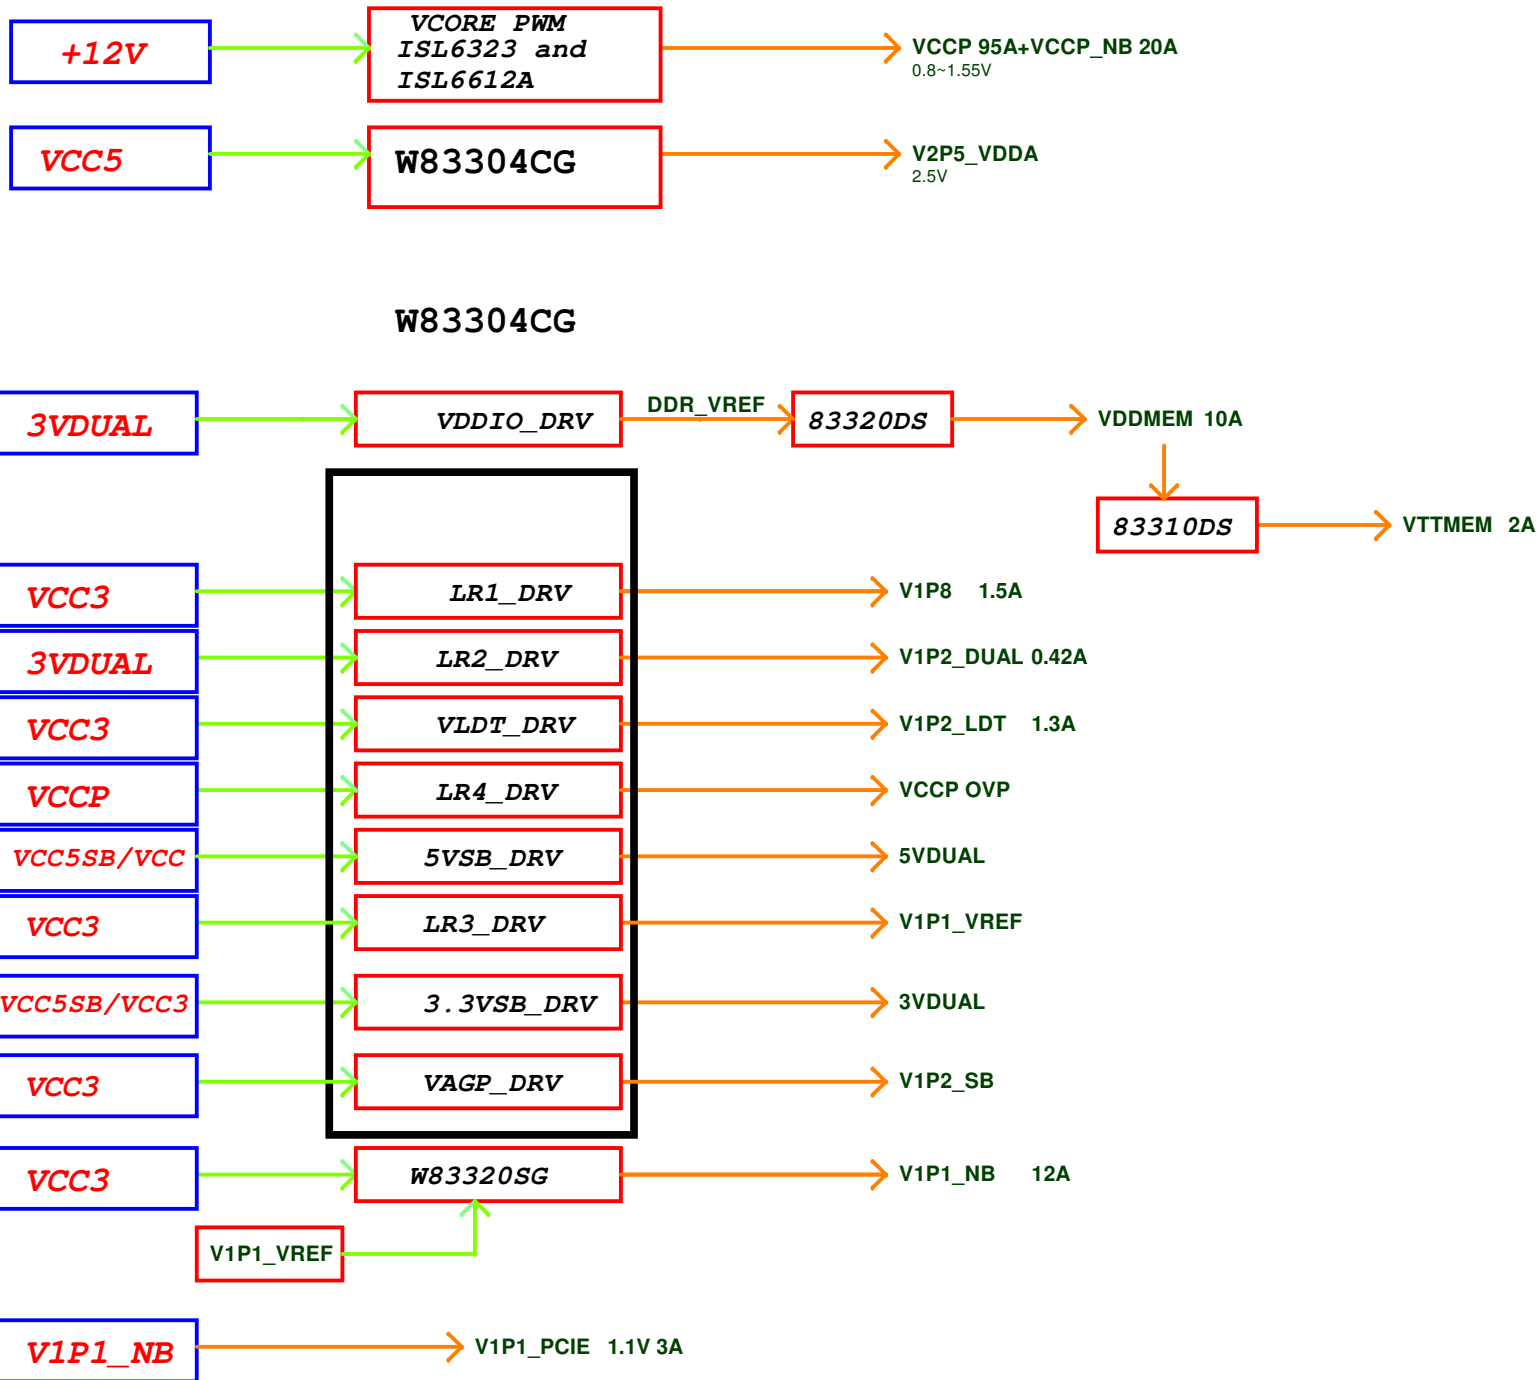 +12V
VCORE PWM
ISL6323 and
ISL6612A
VCCP 95A+VCCP_NB 20A
0.8~1.55V
VCC5
W83304CG
V2P5_VDDA
2.5V
W83304CG
3VDUAL
VDDIO_DRV
DDR_VREF
83320DS
VDDMEM 10A
83310DS
VTTMEM 2A
VCC3
LR1_DRV
V1P8 1.5A
3VDUAL
LR2_DRV
V1P2_DUAL 0.42A
VCC3
VLDT_DRV
V1P2_LDT 1.3A
VCCP
LR4_DRV
VCCP OVP
VCC5SB/VCC
5VSB_DRV
5VDUAL
VCC3
LR3_DRV
V1P1_VREF
VCC5SB/VCC3
3.3VSB_DRV
3VDUAL
VCC3
VAGP_DRV
V1P2_SB
VCC3
W83320SG
V1P1_NB 12A
V1P1_VREF
V1P1_NB
V1P1_PCIE 1.1V 3A